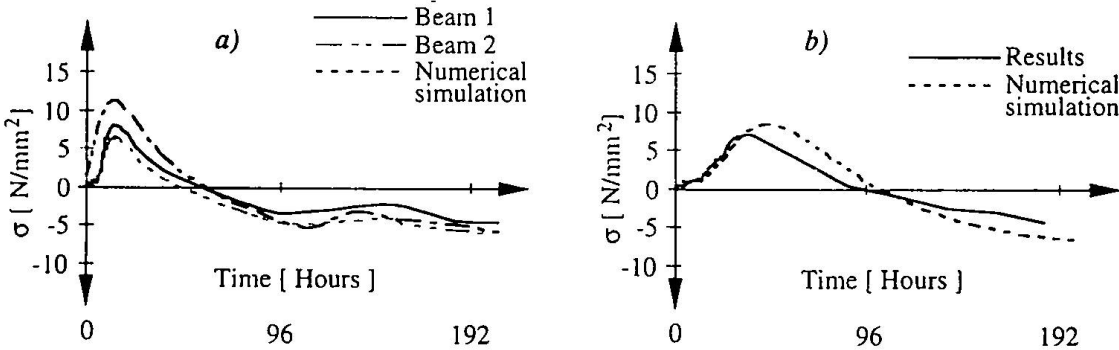 a)
Beam 1
Beam 2
Numerical
simulation
15
10
5
0
-5
-10
σ [ N/mm²]
Time [ Hours ]
0 96 192
b)
Results
Numerical
simulation
15
10
5
0
-5
-10
σ [ N/mm²]
Time [ Hours ]
0 96 192